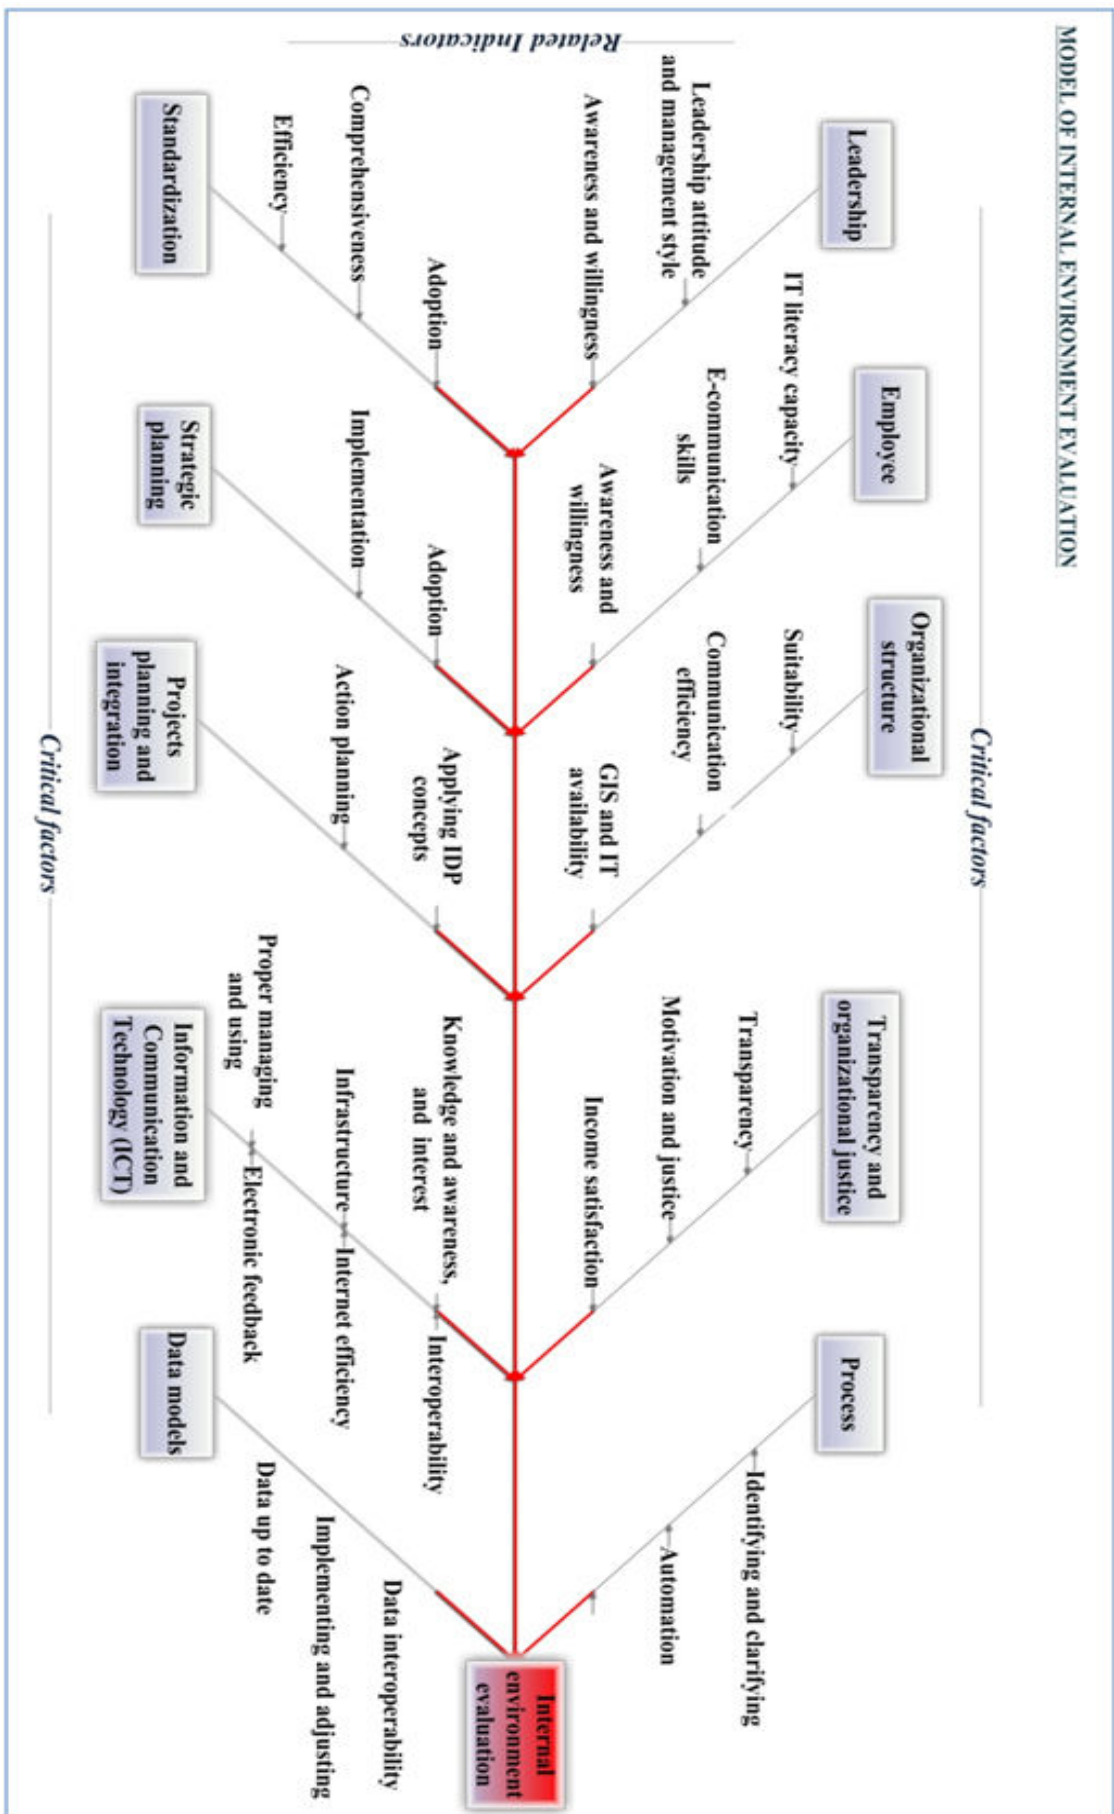 MODEL OF INTERNAL ENVIRONMENT EVALUATION
Critical factors
Leadership
Employee
Organizational
structure
Transparency and
organizational justice
Process
Related Indicators
Leadership attitude
and management style
Awareness and willingness
IT literacy capacity
E-communication
skills
Awareness and
willingness
Suitability
Communication
efficiency
GIS and IT
availability
Transparency
Motivation and justice
Income satisfaction
Identifying and clarifying
Automation
Internal
environment
evaluation
Adoption
Comprehensiveness
Efficiency
Adoption
Implementation
Applying IDP
concepts
Action planning
Knowledge and awareness,
and interest
Interoperability
Infrastructure
Internet efficiency
Proper managing
and using
Electronic feedback
Data interoperability
Implementing and adjusting
Data up to date
Standardization
Strategic
planning
Projects
planning and
integration
Information and
Communication
Technology (ICT)
Data models
Critical factors